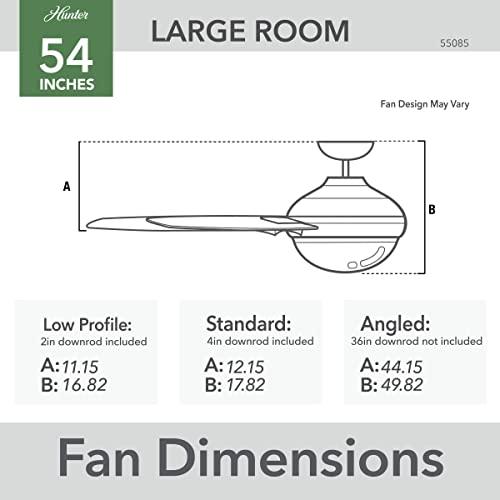 Hunter
54
INCHES
LARGE ROOM
55085
Fan Design May Vary
A
B
Low Profile:
2in downrod included
A: 11.15
B: 16.82
Standard:
4in downrod included
A: 12.15
B: 17.82
Angled:
36in downrod not included
A: 44.15
B: 49.82
Fan Dimensions